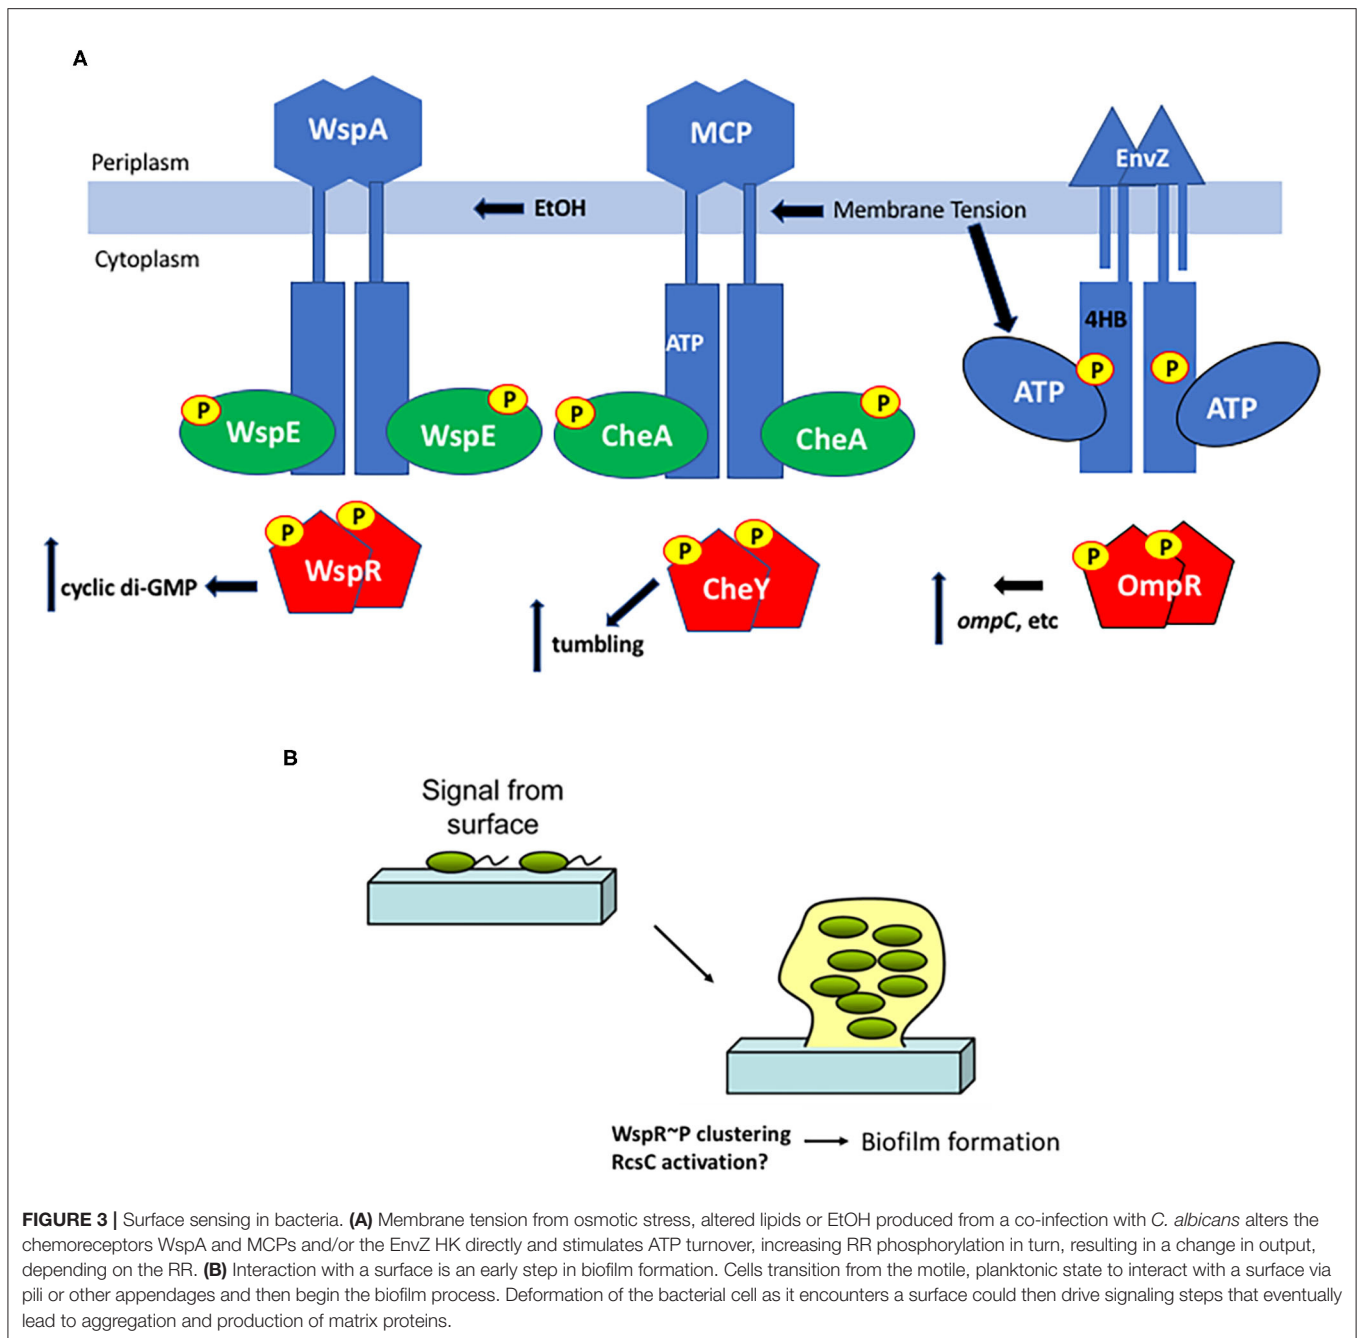 A
WspA
MCP
EnvZ
Periplasm
EtOH
Membrane Tension
Cytoplasm
4HB
ATP
P
P
ATP
ATP
P
P
P
P
WspE
WspE
CheA
CheA
P
P
P
P
P
P
WspR
CheY
OmpR
cyclic di-GMP
tumbling
ompC, etc
B
Signal from
surface
WspR~P clustering
RcsC activation?
Biofilm formation
FIGURE 3 | Surface sensing in bacteria. (A) Membrane tension from osmotic stress, altered lipids or EtOH produced from a co-infection with C. albicans alters the
chemoreceptors WspA and MCPs and/or the EnvZ HK directly and stimulates ATP turnover, increasing RR phosphorylation in turn, resulting in a change in output,
depending on the RR. (B) Interaction with a surface is an early step in biofilm formation. Cells transition from the motile, planktonic state to interact with a surface via
pili or other appendages and then begin the biofilm process. Deformation of the bacterial cell as it encounters a surface could then drive signaling steps that eventually
lead to aggregation and production of matrix proteins.